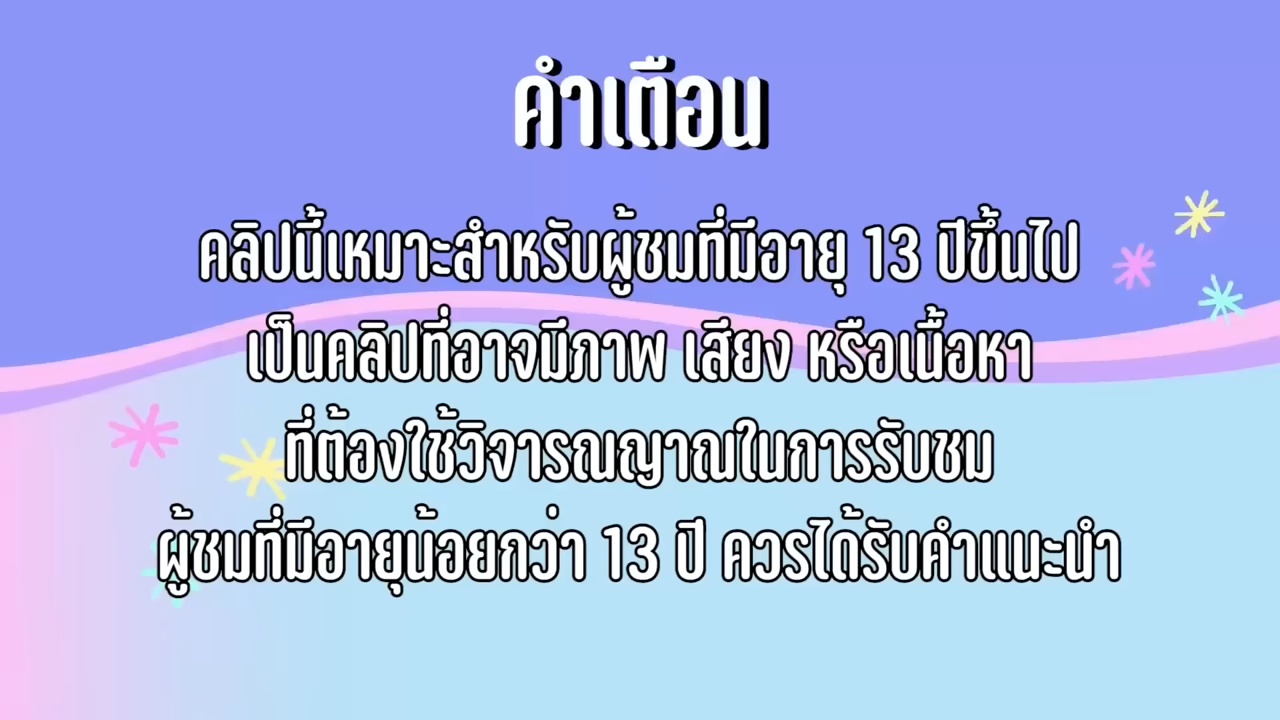 คำเตือน
คลิปนี้เหมาะสำหรับผู้ชมที่มีอายุ 13 ปีขึ้นไป
เป็นคลิปที่อาจมีภาพ เสียง หรือเนื้อหา
ที่ต้องใช้วิจารณญาณในการรับชม
ผู้ชมที่มีอายุน้อยกว่า 13 ปี ควรได้รับคำแนะนำ